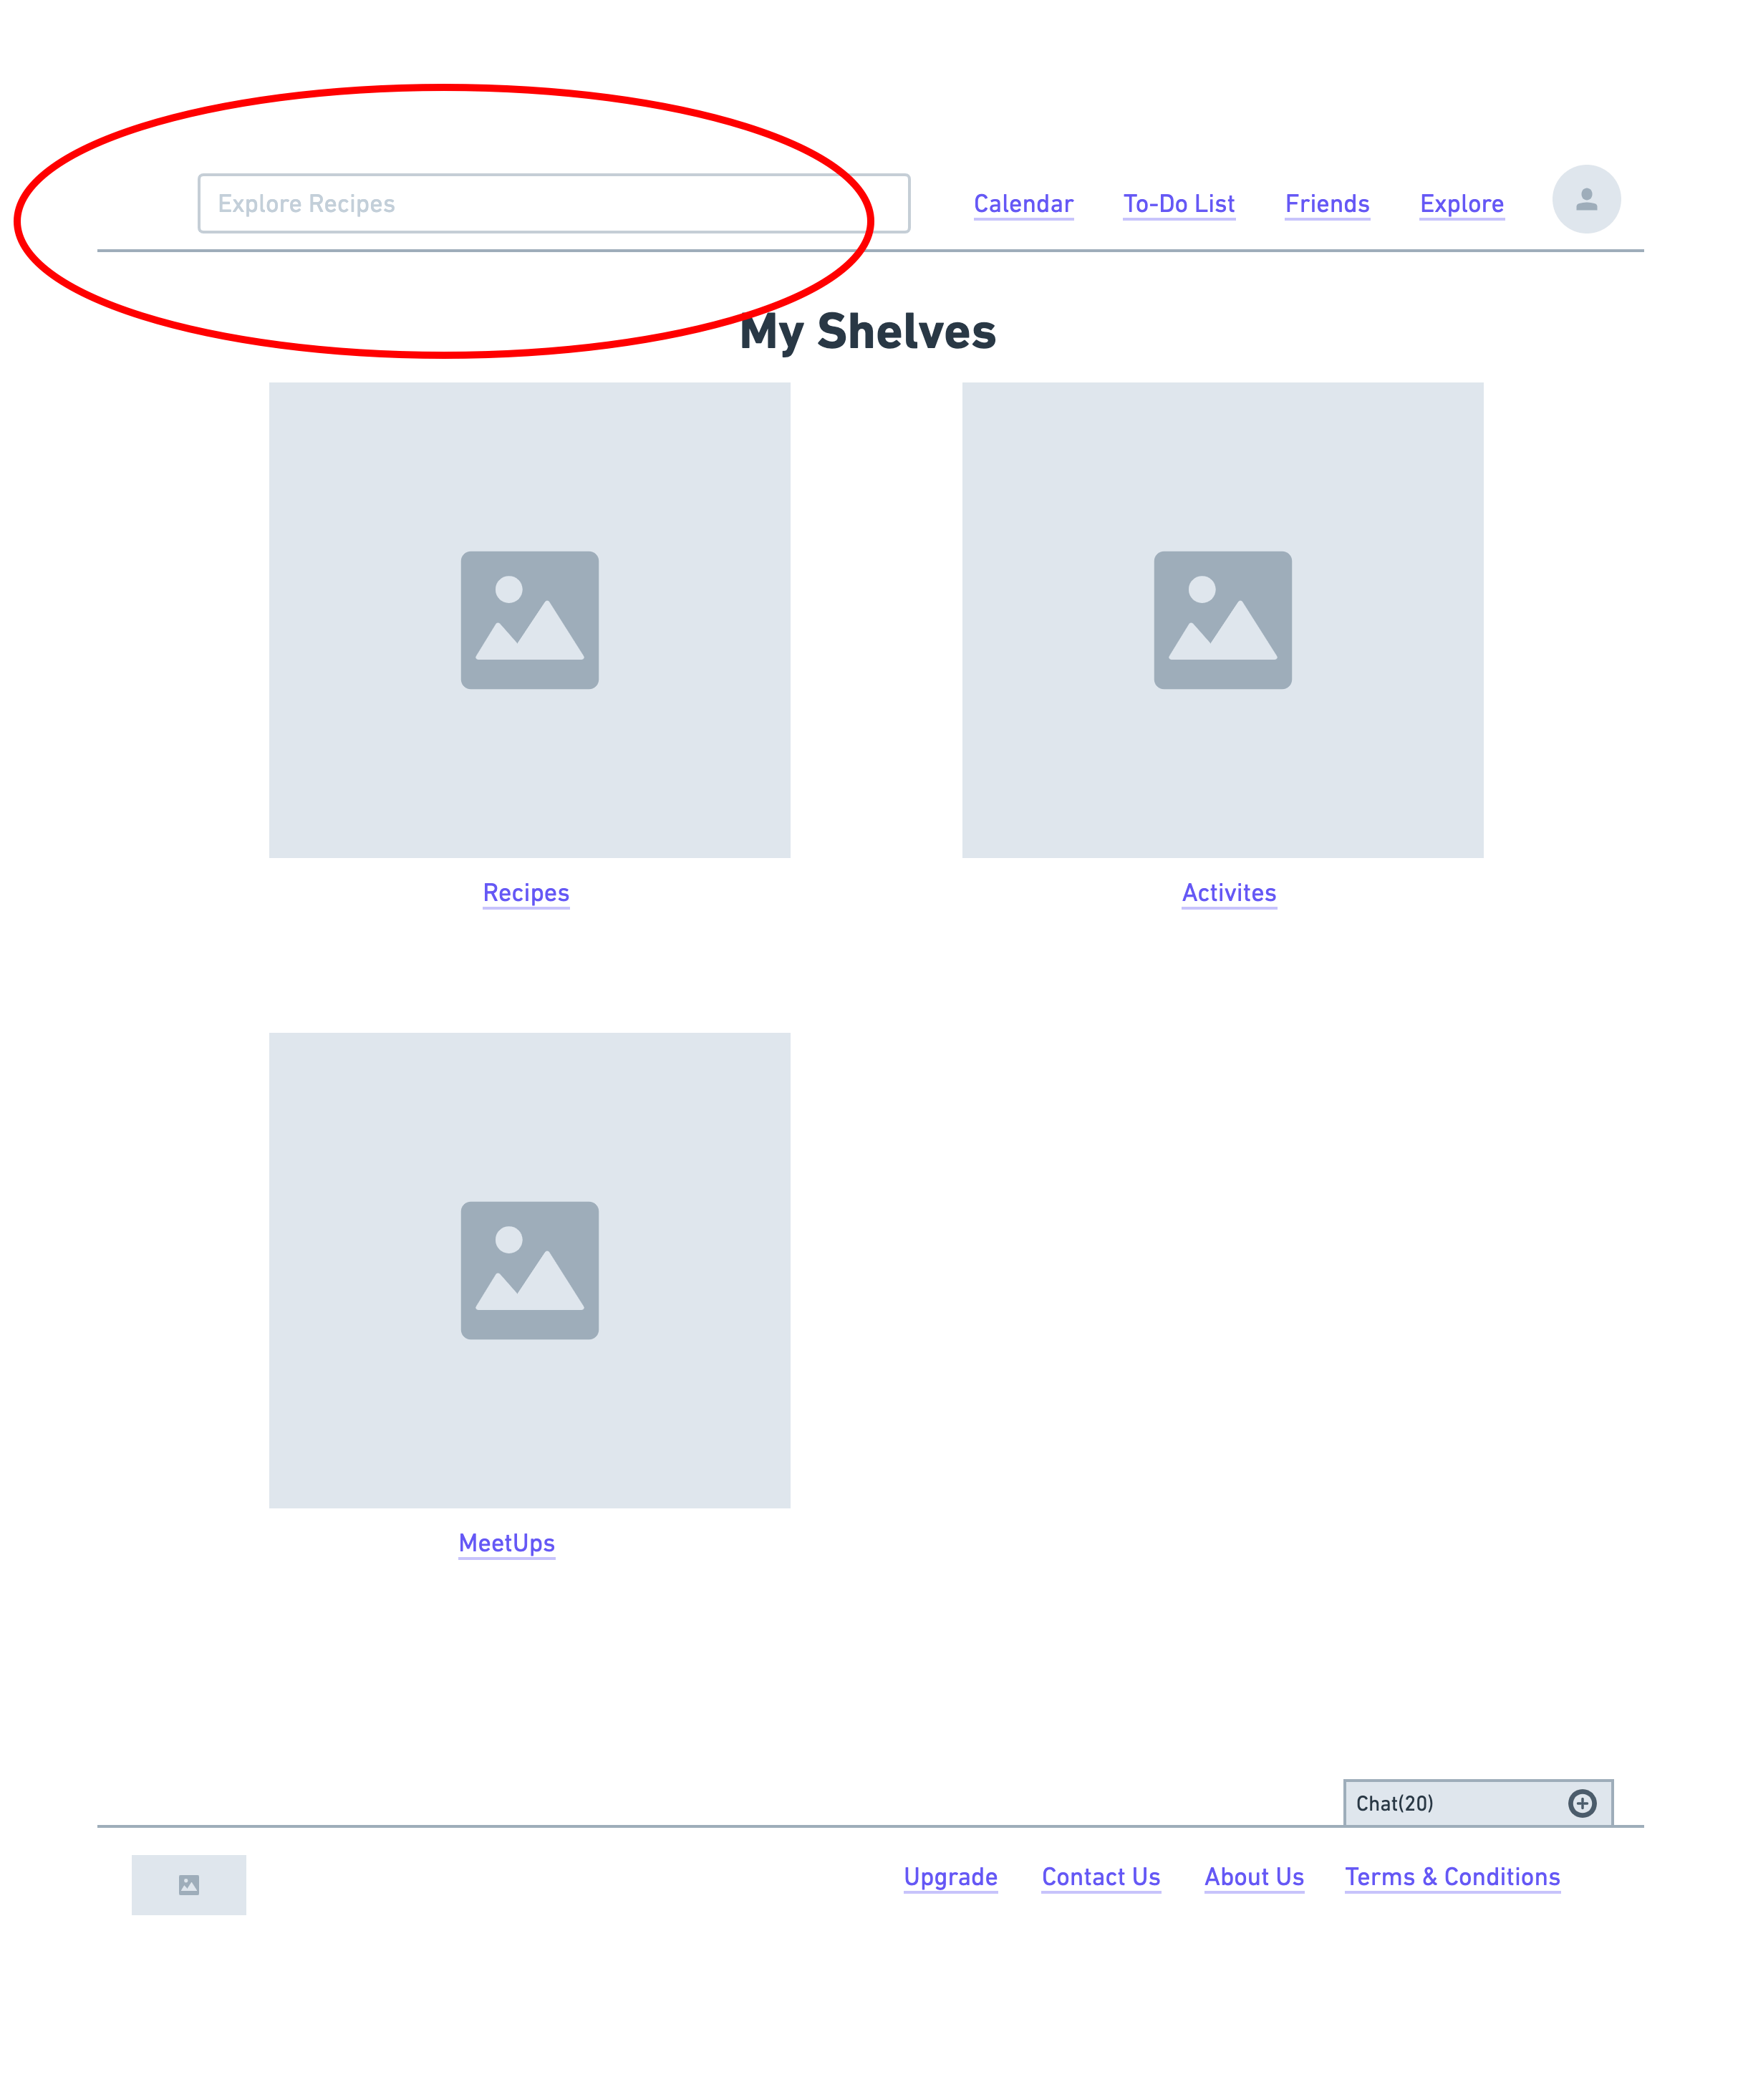 Explore Recipes
Calendar To-Do List Friends Explore
My Shelves
Recipes Activites
MeetUps
Chat(20)
Upgrade Contact Us About Us Terms & Conditions